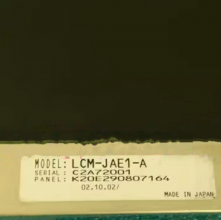 MODEL: LCM-JAE1-A
SERIAL: C2A72001
PANEL: K20E290807164
02.10.02/
MADE IN JAPAN